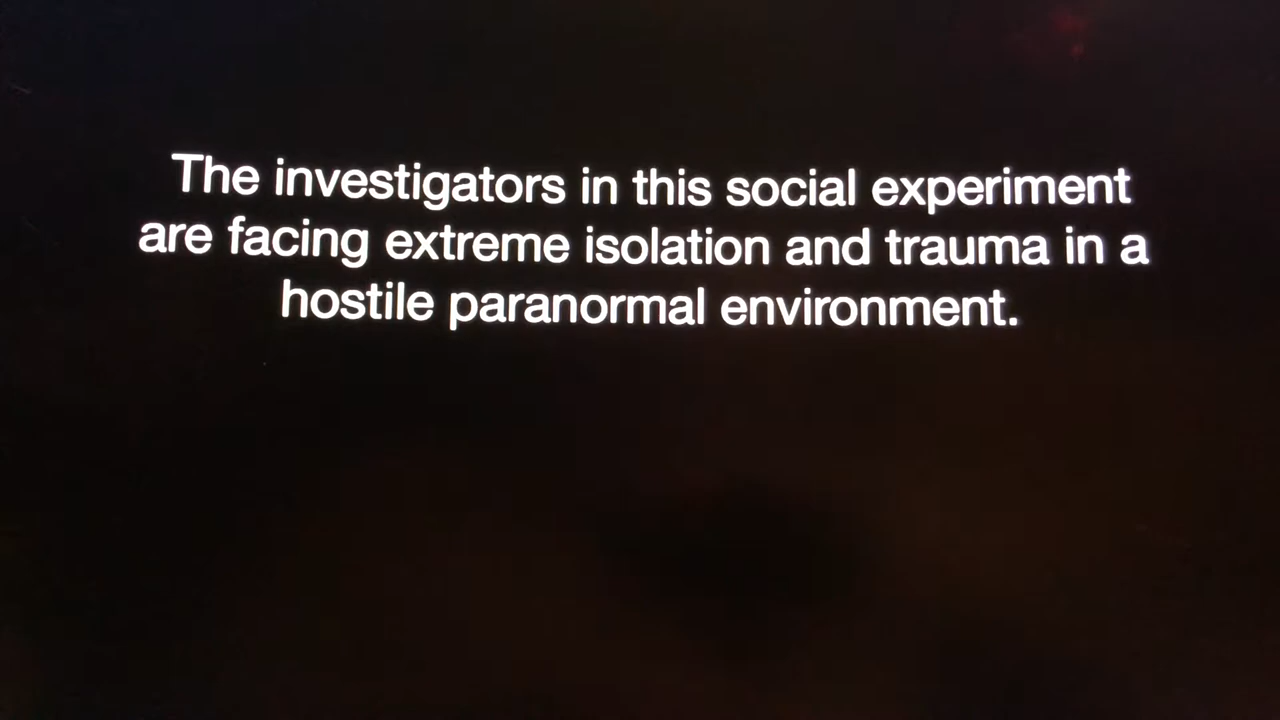 The investigators in this social experiment
are facing extreme isolation and trauma in a
hostile paranormal environment.